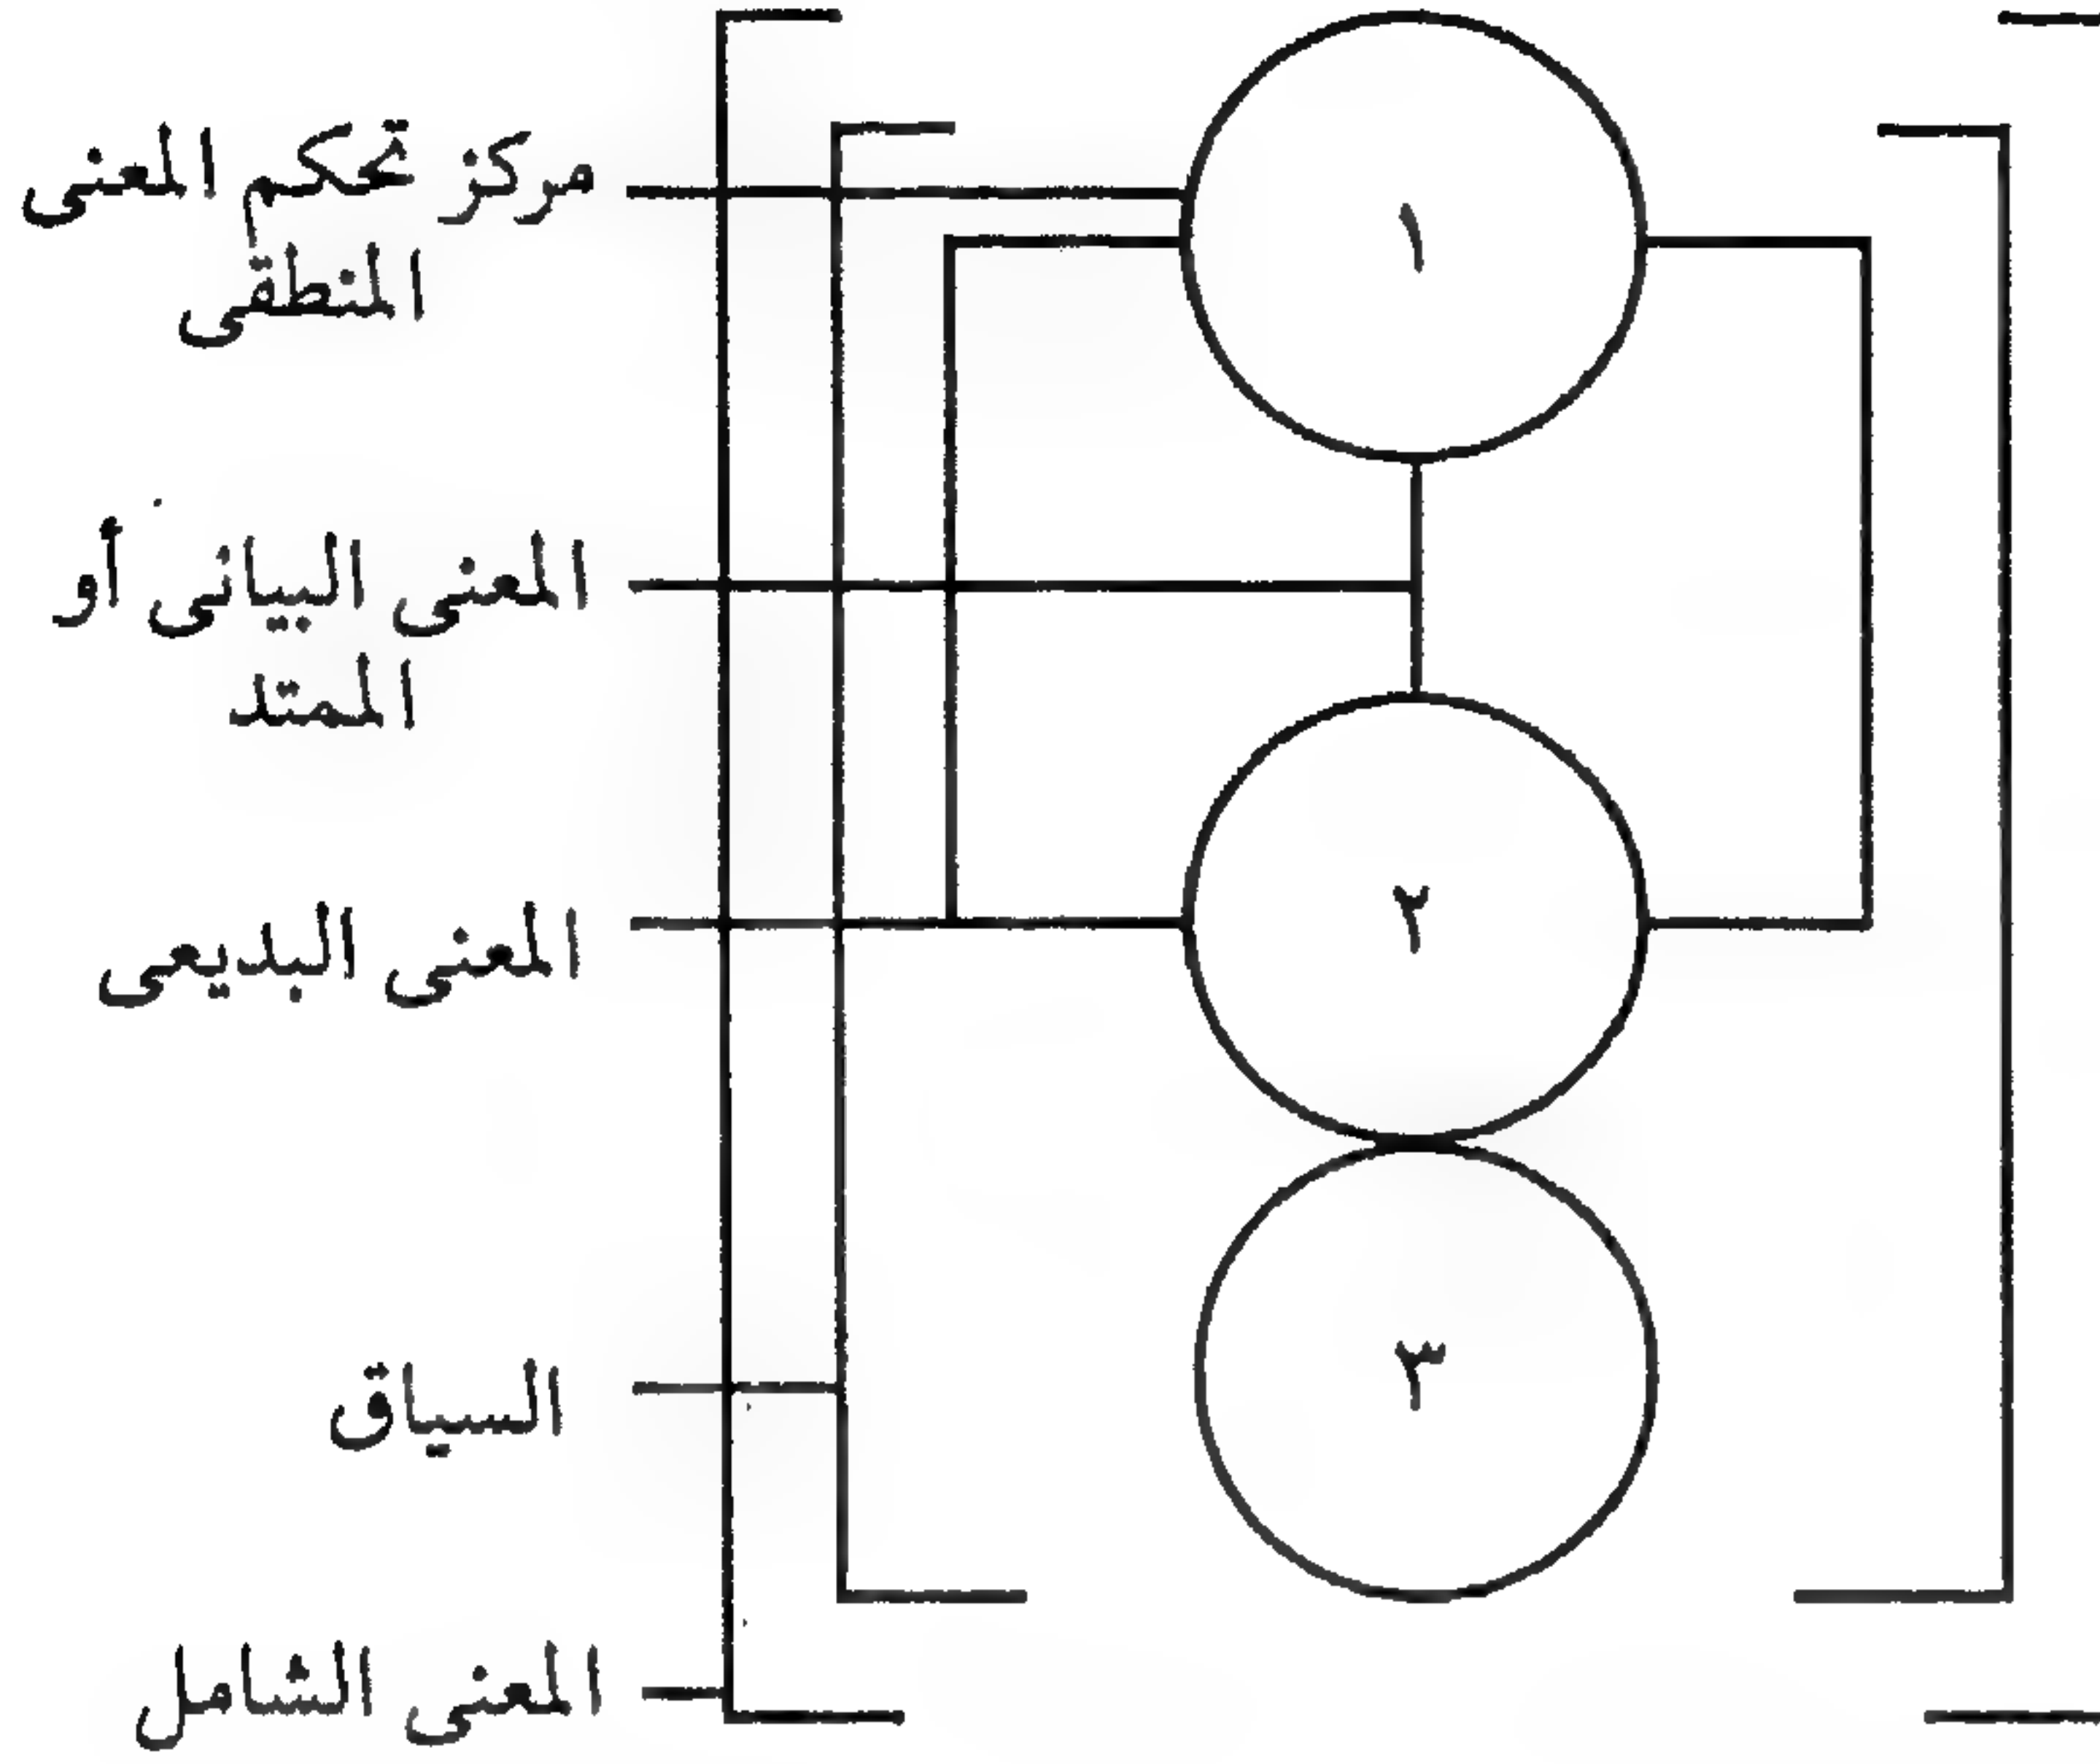 مركز تحكم المعنى
المنطقى
المعنى البيانى أو
الممتد
المعنى البديعى
السياق
المعنى الشامل
١
٢
٣